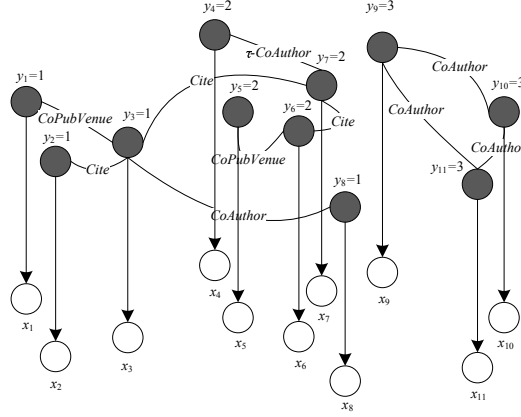 y4=2
y9=3
τ-CoAuthor
y7=2
CoAuthor
y1=1
Cite
y5=2
y10=3
CoPubVenue
y3=1
y6=2
Cite
CoAuthor
y2=1
Cite
CoPubVenue
CoAutho
y11=3
y8=1
CoAuthor
x4
x9
x1
x5
x7
x10
x2
x3
x6
x11
x8